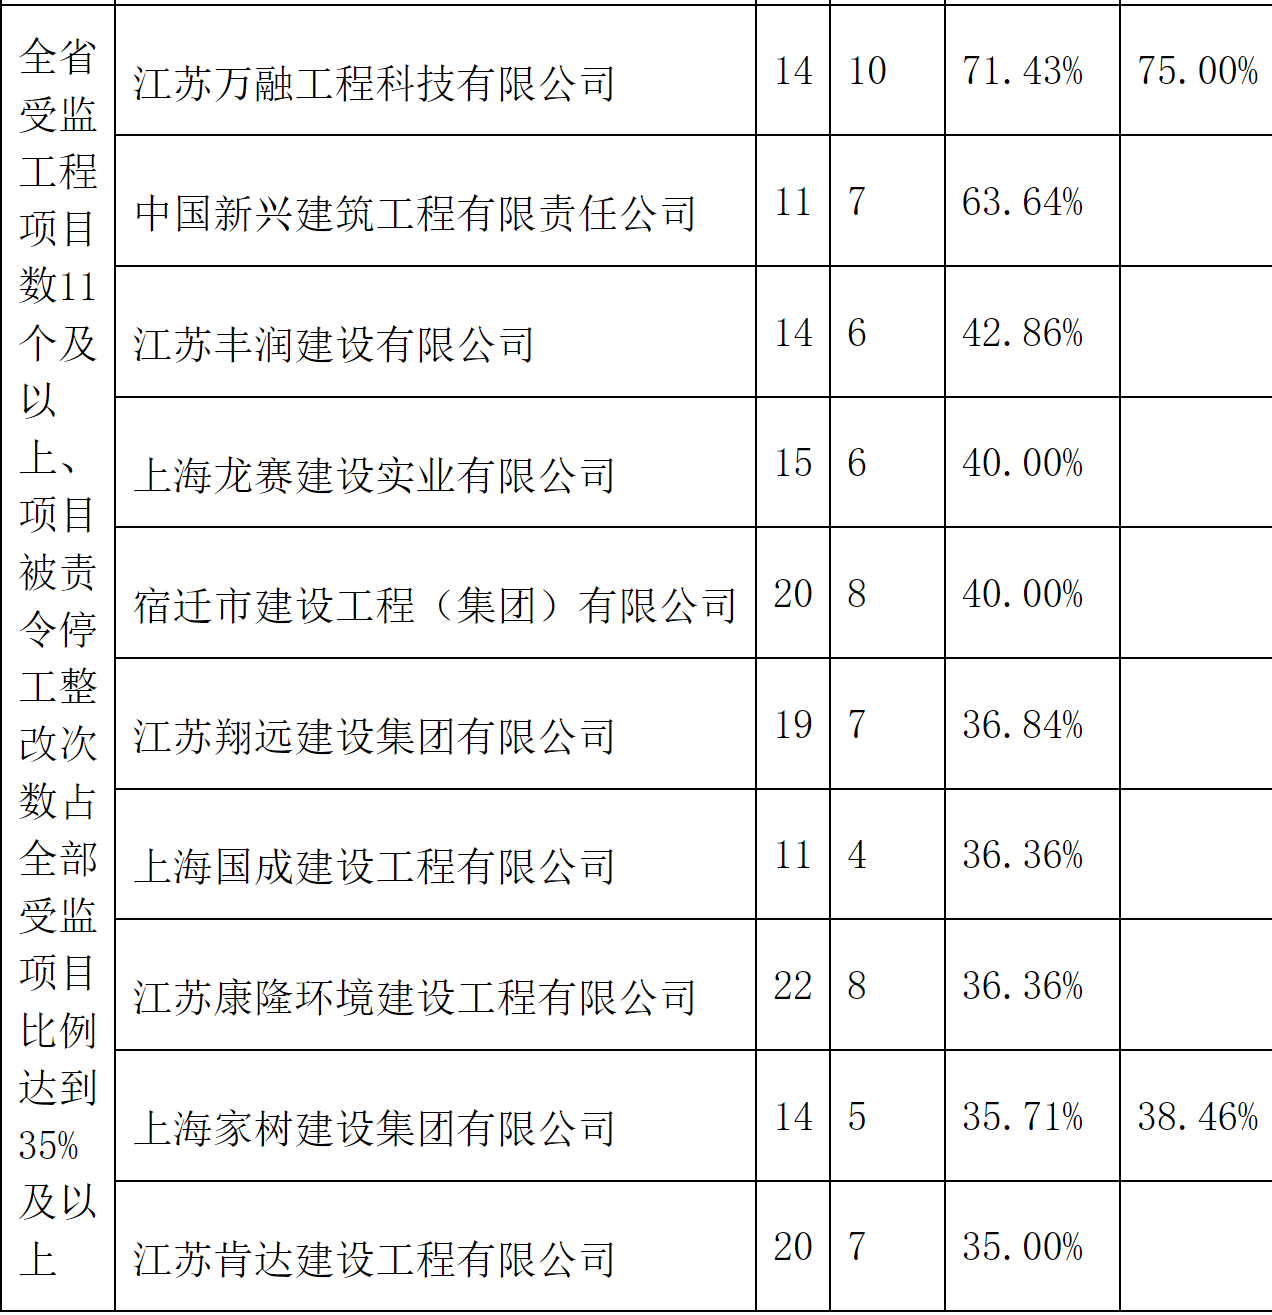 全省
受监
工程
项目
数11
个及
以
上、
项目
被责
令停
工整
改次
数占
全部
受监
项目
比例
达到
35%
及以
上
江苏万融工程科技有限公司 14 10 71.43% 75.00%
中国新兴建筑工程有限责任公司 11 7 63.64%
江苏丰润建设有限公司 14 6 42.86%
上海龙赛建设实业有限公司 15 6 40.00%
宿迁市建设工程（集团）有限公司 20 8 40.00%
江苏翔远建设集团有限公司 19 7 36.84%
上海国成建设工程有限公司 11 4 36.36%
江苏康隆环境建设工程有限公司 22 8 36.36%
上海家树建设集团有限公司 14 5 35.71% 38.46%
江苏肯达建设工程有限公司 20 7 35.00%